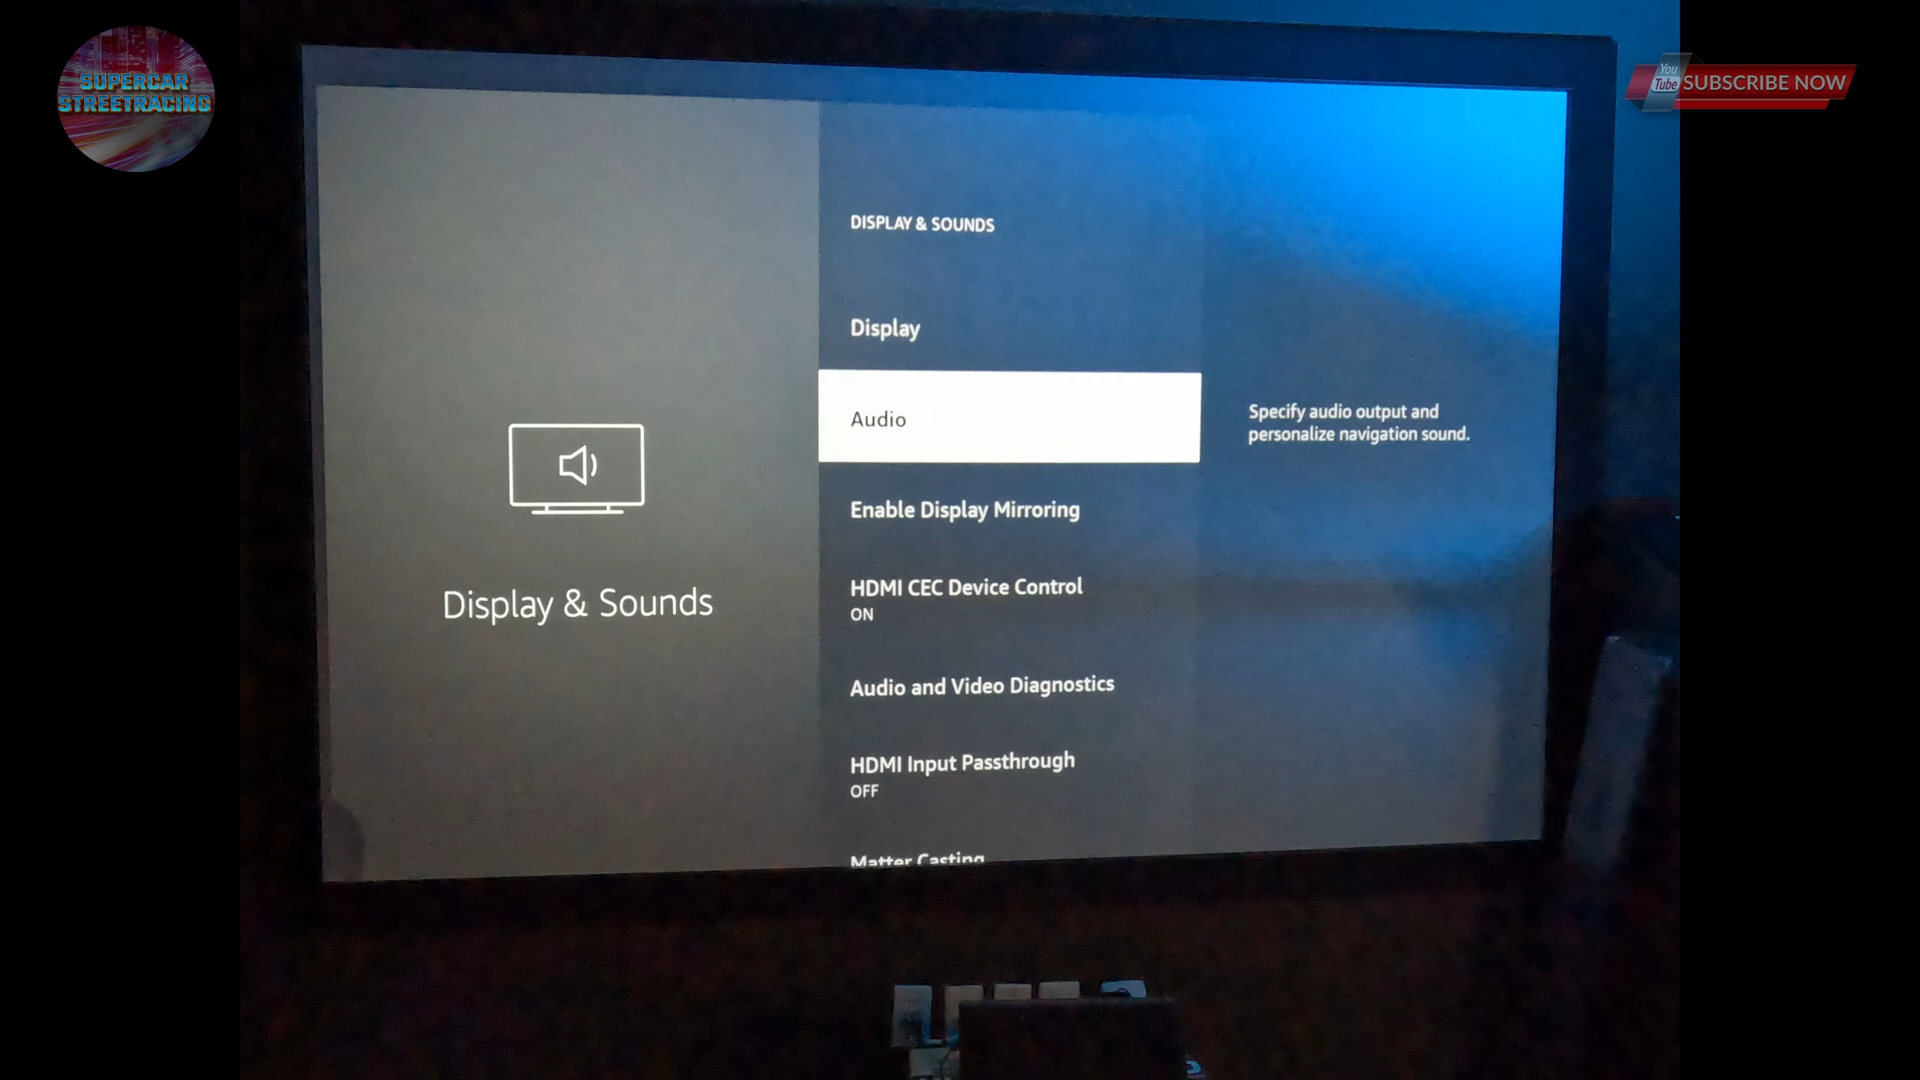 SUPERCAR
STREETRACING
You
Tube
SUBSCRIBE NOW
DISPLAY & SOUNDS
Display
Audio
Specify audio output and
personalize navigation sound.
Enable Display Mirroring
HDMI CEC Device Control
ON
Display & Sounds
Audio and Video Diagnostics
HDMI Input Passthrough
OFF
Matter Casting